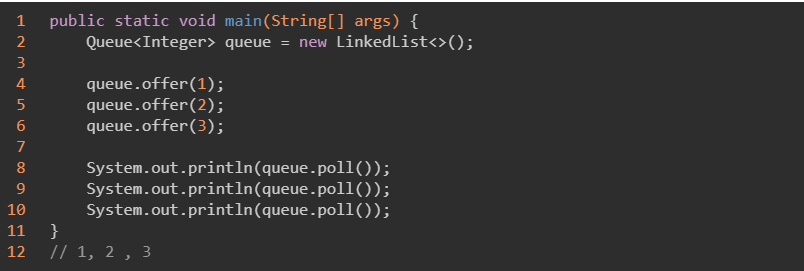 1 public static void main(String[] args) {
2     Queue<Integer> queue = new LinkedList<>();
3
4     queue.offer(1);
5     queue.offer(2);
6     queue.offer(3);
7
8     System.out.println(queue.poll());
9     System.out.println(queue.poll());
10     System.out.println(queue.poll());
11 }
12 // 1, 2 , 3